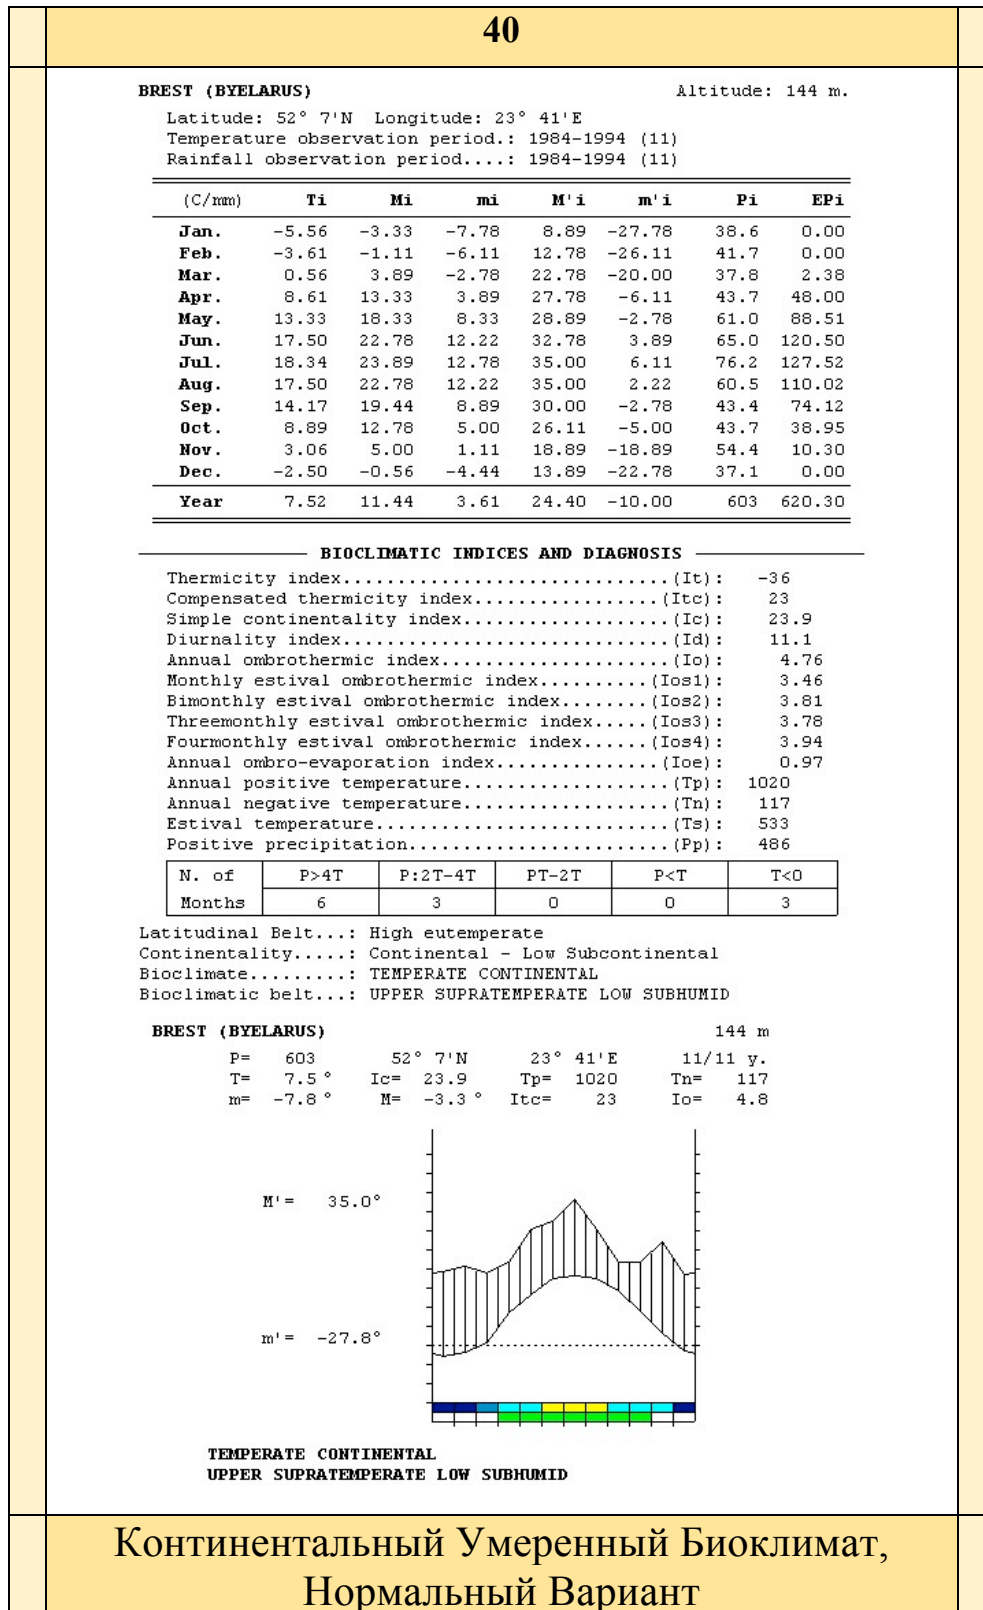 40
BREST (BYELARUS) Altitude: 144 m.
Latitude: 52° 7'N Longitude: 23° 41'E
Temperature observation period.: 1984-1994 (11)
Rainfall observation period....: 1984-1994 (11)
(C/mm) Ti Mi mi M'i m'i Pi EPi
Jan. -5.56 -3.33 -7.78 8.89 -27.78 38.6 0.00
Feb. -3.61 -1.11 -6.11 12.78 -26.11 41.7 0.00
Mar. 0.56 3.89 -2.78 22.78 -20.00 37.8 2.38
Apr. 8.61 13.33 3.89 27.78 -6.11 43.7 48.00
May. 13.33 18.33 8.33 28.89 -2.78 61.0 88.51
Jun. 17.50 22.78 12.22 32.78 3.89 65.0 120.50
Jul. 18.34 23.89 12.78 35.00 6.11 76.2 127.52
Aug. 17.50 22.78 12.22 35.00 2.22 60.5 110.02
Sep. 14.17 19.44 8.89 30.00 -2.78 43.4 74.12
Oct. 8.89 12.78 5.00 26.11 -5.00 43.7 38.95
Nov. 3.06 5.00 1.11 18.89 -18.89 54.4 10.30
Dec. -2.50 -0.56 -4.44 13.89 -22.78 37.1 0.00
Year 7.52 11.44 3.61 24.40 -10.00 603 620.30
BIOCLIMATIC INDICES AND DIAGNOSIS
Thermicity index..............................(It): -36
Compensated thermicity index.................(Itc): 23
Simple continentality index...................(Ic): 23.9
Diurnality index..............................(Id): 11.1
Annual ombrothermic index.....................(Io): 4.76
Monthly estival ombrothermic index..........(Ios1): 3.46
Bimonthly estival ombrothermic index........(Ios2): 3.81
Threemonthly estival ombrothermic index.....(Ios3): 3.78
Fourmonthly estival ombrothermic index......(Ios4): 3.94
Annual ombro-evaporation index...............(Ioe): 0.97
Annual positive temperature...................(Tp): 1020
Annual negative temperature...................(Tn): 117
Estival temperature...........................(Ts): 533
Positive precipitation........................(Pp): 486
N. of P>4T P:2T-4T PT-2T P<T T<0
Months 6 3 0 0 3
Latitudinal Belt...: High eutemperate
Continentality.....: Continental - Low Subcontinental
Bioclimate.........: TEMPERATE CONTINENTAL
Bioclimatic belt...: UPPER SUPRATEMPERATE LOW SUBHUMID
BREST (BYELARUS) 144 m
P= 603 52° 7'N 23° 41'E 11/11 y.
T= 7.5° Ic= 23.9 Tp= 1020 Tn= 117
m= -7.8° M= -3.3° Itc= 23 Io= 4.8
M'= 35.0°
m'= -27.8°
TEMPERATE CONTINENTAL
UPPER SUPRATEMPERATE LOW SUBHUMID
Континентальный Умеренный Биоклимат,
Нормальный Вариант